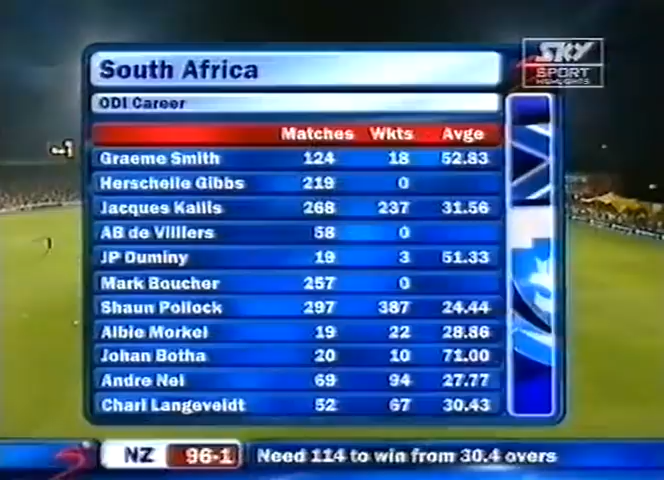 South Africa
SKY
SPORT
HIGHLIGHTS
ODI Career
Matches Wkts Avge
Graeme Smith 124 18 52.83
Herschelle Gibbs 219 0
Jacques Kallis 268 237 31.56
AB de Villiers 58 0
JP Duminy 19 3 51.33
Mark Boucher 257 0
Shaun Pollock 297 387 24.44
Albie Morkel 19 22 28.86
Johan Botha 20 10 71.00
Andre Nel 69 94 27.77
Charl Langeveldt 52 67 30.43
NZ 96-1 Need 114 to win from 30.4 overs